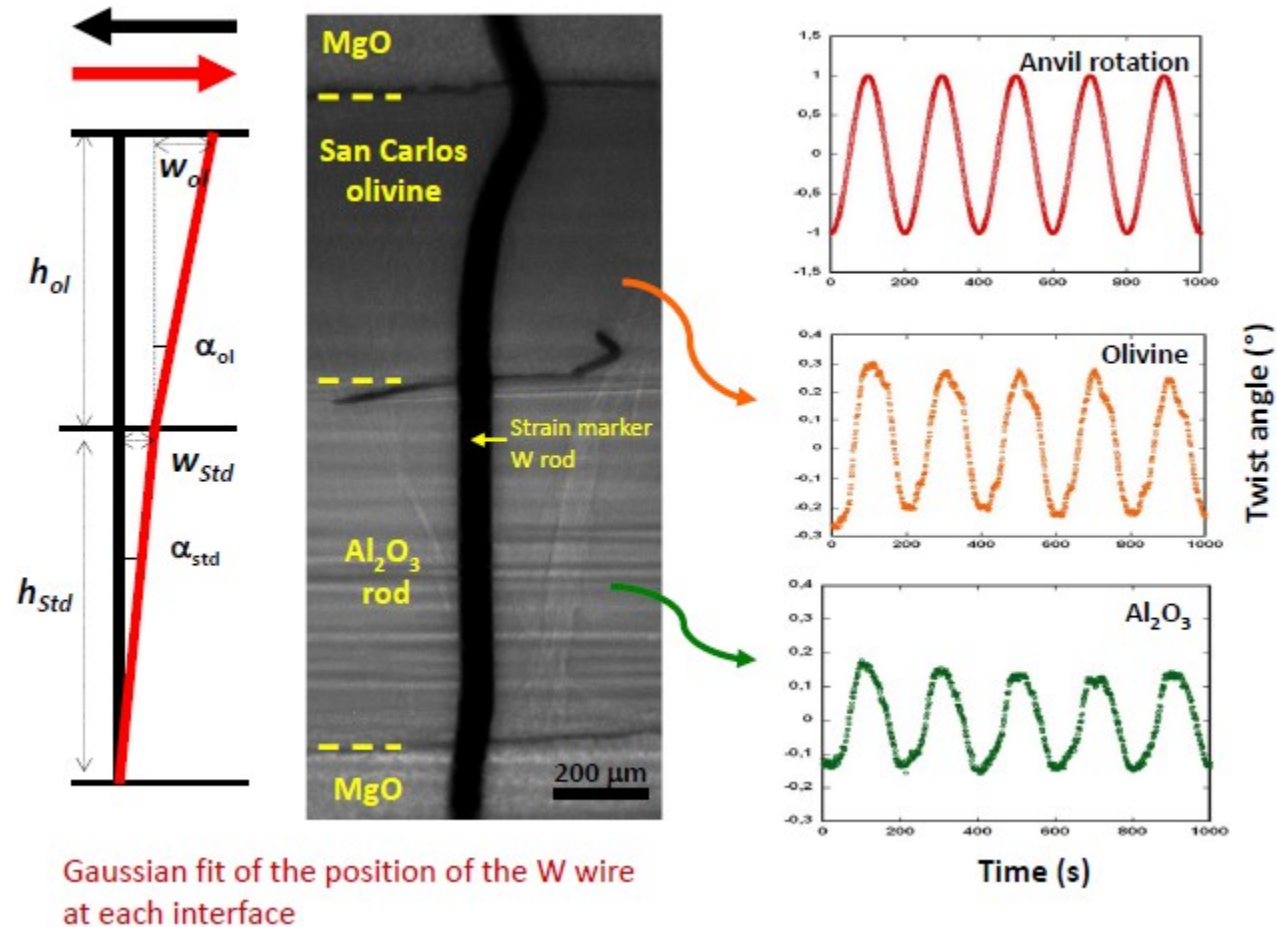 MgO
San Carlos
olivine
Strain marker
W rod
Al₂O₃
rod
MgO
200 µm
w_ol
h_ol
α_ol
w_Std
α_std
h_Std
Gaussian fit of the position of the W wire
at each interface
Anvil rotation
1,5
1
0,5
0
-0,5
-1
-1,5
0 200 400 600 800 1000
Olivine
0,4
0,3
0,2
0,1
0
-0,1
-0,2
-0,3
0 200 400 600 800 1000
Al₂O₃
0,4
0,3
0,2
0,1
0
-0,1
-0,2
-0,3
0 200 400 600 800 1000
Twist angle (°)
Time (s)